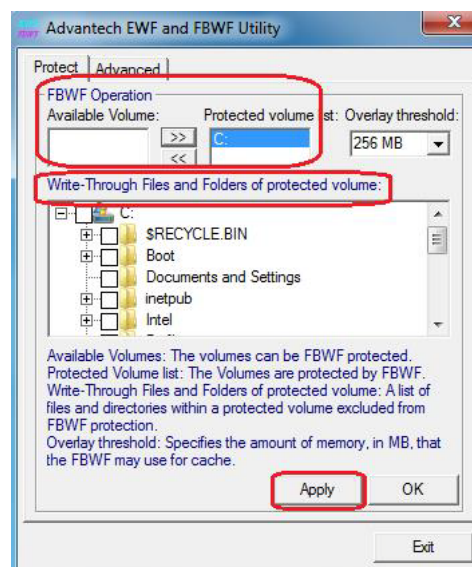 Advantech EWF and FBWF Utility
Protect Advanced
FBWF Operation
Available Volume: Protected volume st: Overlay threshold:
>> C: 256 MB
<<
Write-Through Files and Folders of protected volume:
C:
$RECYCLE.BIN
Boot
Documents and Settings
inetpub
Intel
Available Volumes: The volumes can be FBWF protected.
Protected Volume list: The Volumes are protected by FBWF.
Write-Through Files and Folders of protected volume: A list of
files and directories within a protected volume excluded from
FBWF protection.
Overlay threshold: Specifies the amount of memory, in MB, that
the FBWF may use for cache.
Apply OK
Exit